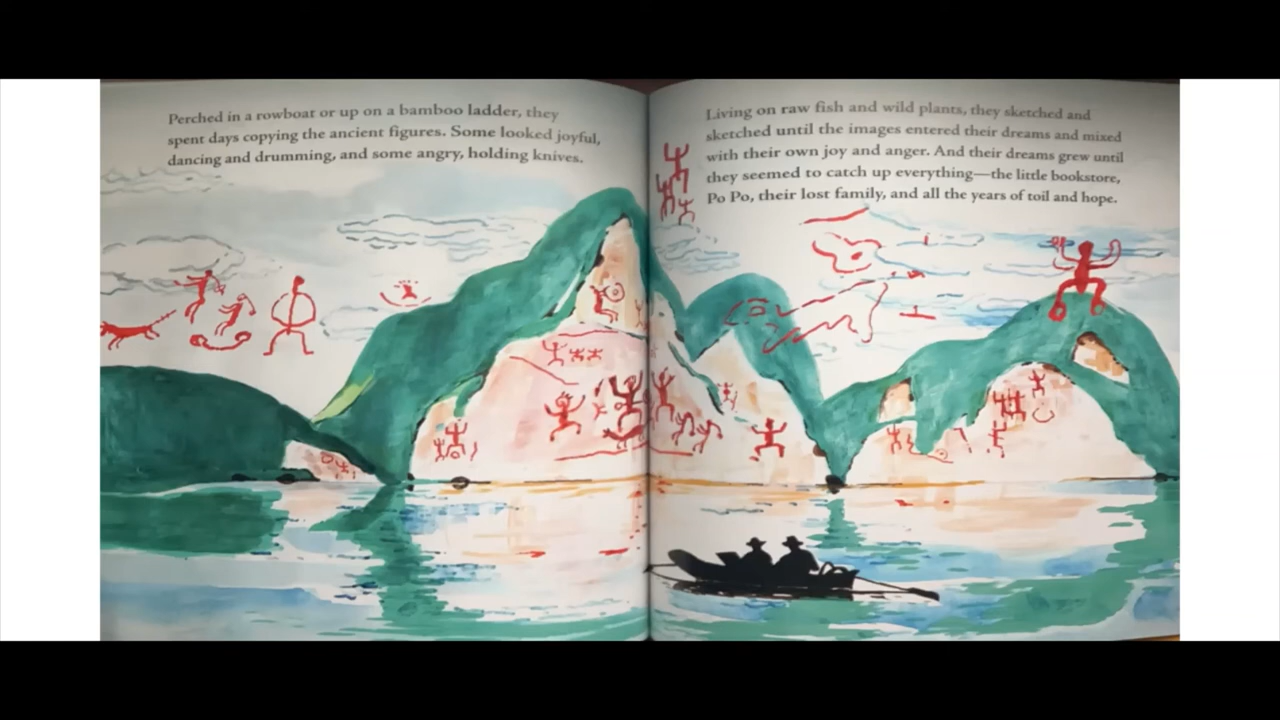 Perched in a rowboat or up on a bamboo ladder, they
spent days copying the ancient figures. Some looked joyful,
dancing and drumming, and some angry, holding knives.
Living on raw fish and wild plants, they sketched and
sketched until the images entered their dreams and mixed
with their own joy and anger. And their dreams grew until
they seemed to catch up everything—the little bookstore,
Po Po, their lost family, and all the years of toil and hope.